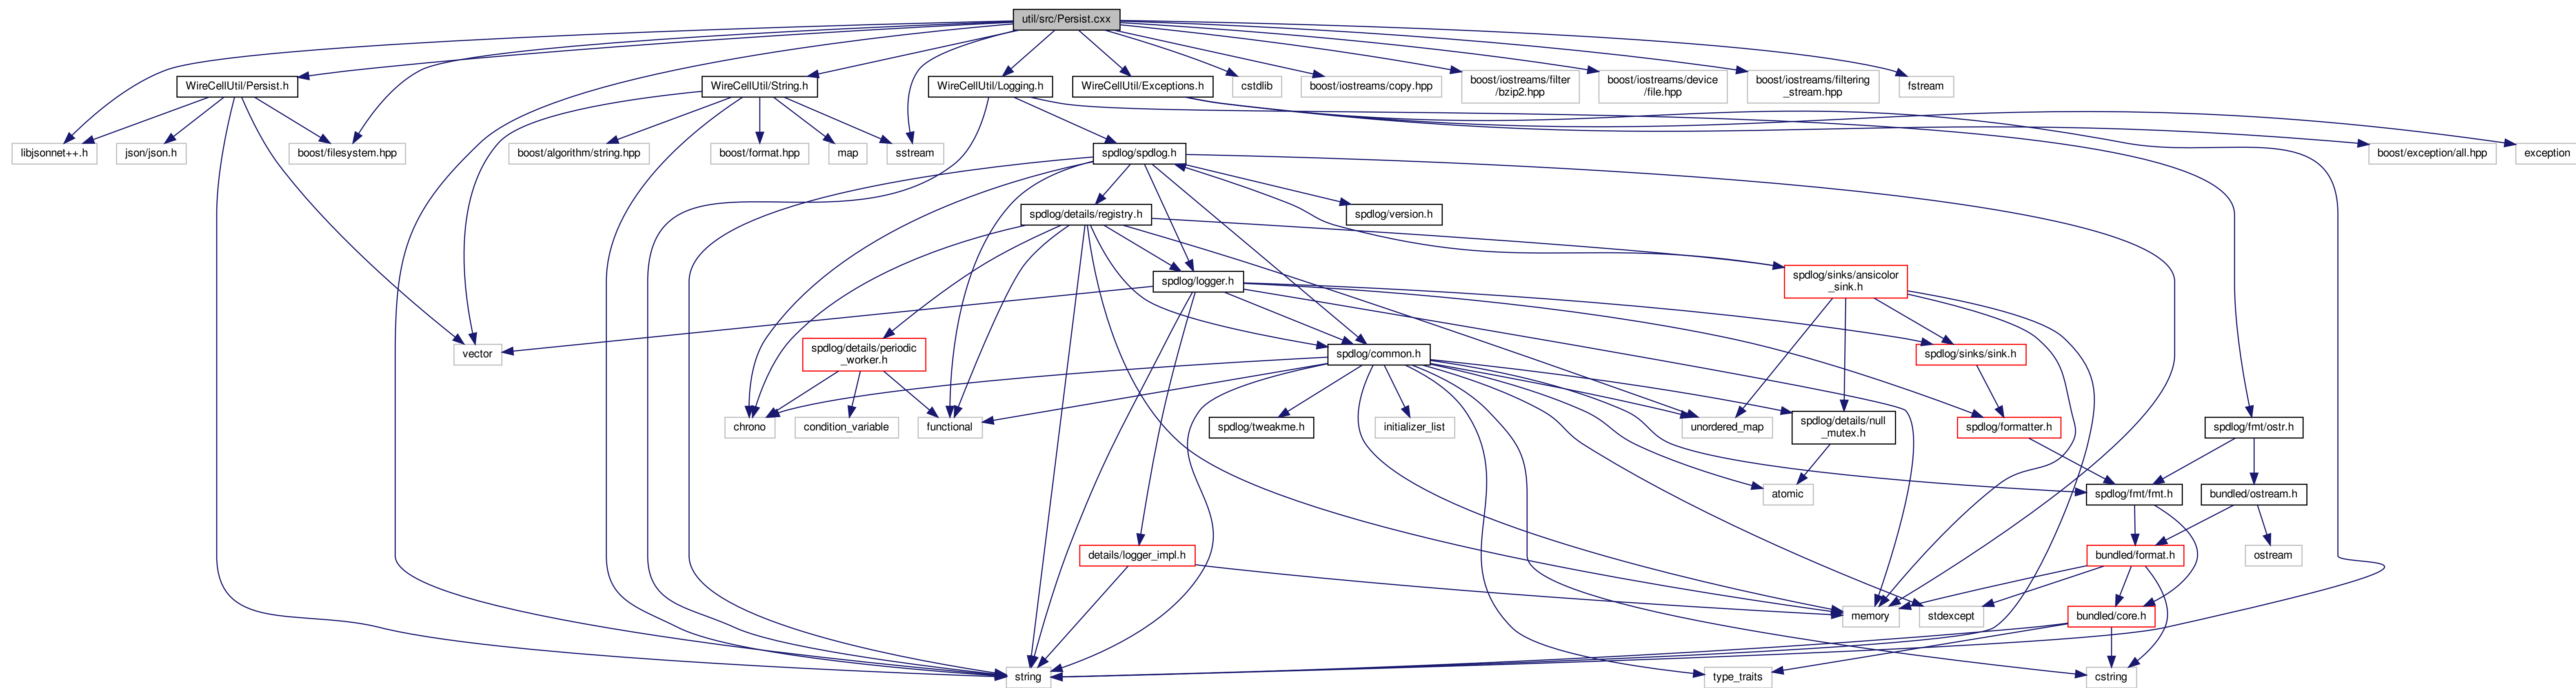 util/src/Persist.cxx
WireCellUtil/Persist.h
WireCellUtil/String.h
WireCellUtil/Logging.h
WireCellUtil/Exceptions.h
cstdlib
boost/iostreams/copy.hpp
boost/iostreams/filter
/bzip2.hpp
boost/iostreams/device
/file.hpp
boost/iostreams/filtering
_stream.hpp
fstream
libjsonnet++.h
json/json.h
boost/filesystem.hpp
boost/algorithm/string.hpp
boost/format.hpp
map
sstream
spdlog/spdlog.h
boost/exception/all.hpp
exception
spdlog/details/registry.h
spdlog/version.h
spdlog/logger.h
spdlog/sinks/ansicolor
_sink.h
vector
spdlog/details/periodic
_worker.h
spdlog/common.h
spdlog/sinks/sink.h
chrono
condition_variable
functional
spdlog/tweakme.h
initializer_list
unordered_map
spdlog/details/null
_mutex.h
spdlog/formatter.h
spdlog/fmt/ostr.h
atomic
spdlog/fmt/fmt.h
bundled/ostream.h
details/logger_impl.h
bundled/format.h
ostream
memory
stdexcept
bundled/core.h
string
type_traits
cstring